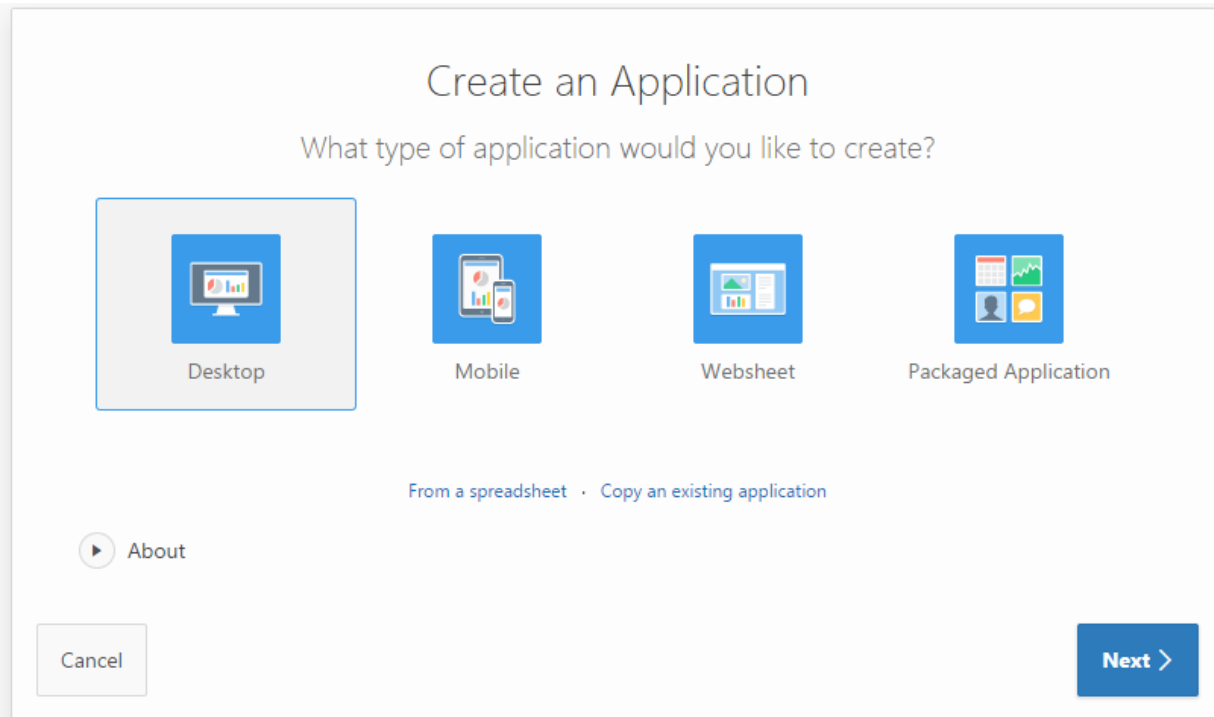 Create an Application
What type of application would you like to create?
Desktop Mobile Websheet Packaged Application
From a spreadsheet · Copy an existing application
About
Cancel Next